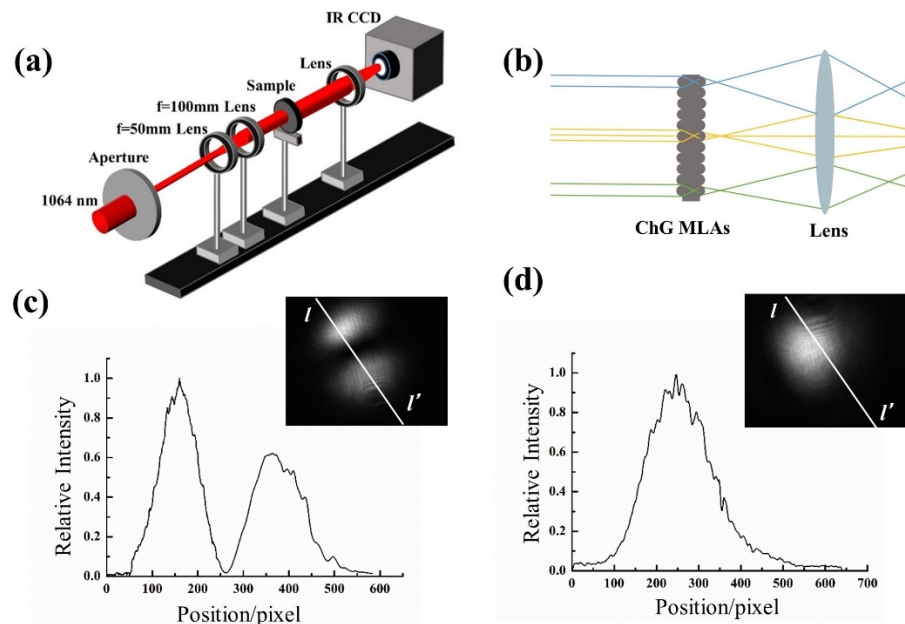 (a)
IR CCD
Lens
Sample
f=100mm Lens
f=50mm Lens
Aperture
1064 nm
(b)
ChG MLAs
Lens
(c)
l
l'
1.0
0.8
0.6
0.4
0.2
0.0
Relative Intensity
0 100 200 300 400 500 600
Position/pixel
(d)
l
l'
1.0
0.8
0.6
0.4
0.2
0.0
Relative Intensity
0 100 200 300 400 500 600 700
Position/pixel